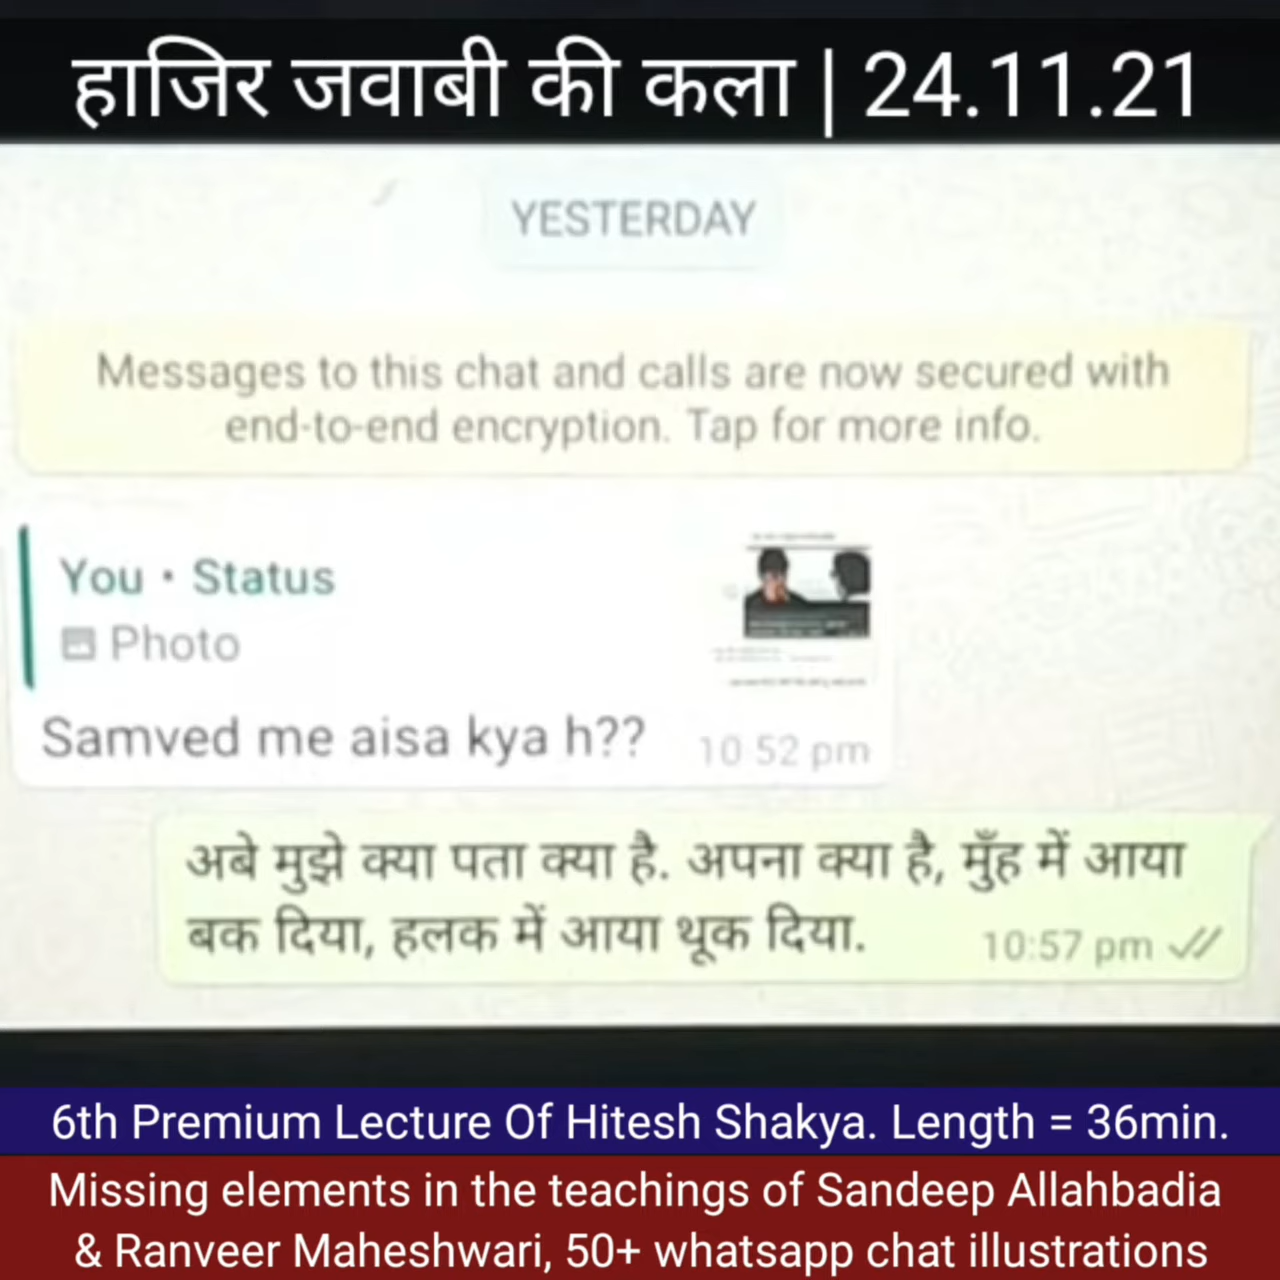 हाजिर जवाबी की कला | 24.11.21
YESTERDAY
Messages to this chat and calls are now secured with
end-to-end encryption. Tap for more info.
You • Status
Photo
Samved me aisa kya h??
10:52 pm
अबे मुझे क्या पता क्या है. अपना क्या है, मुँह में आया
बक दिया, हलक में आया थूक दिया.
10:57 pm
6th Premium Lecture Of Hitesh Shakya. Length = 36min.
Missing elements in the teachings of Sandeep Allahbadia
& Ranveer Maheshwari, 50+ whatsapp chat illustrations